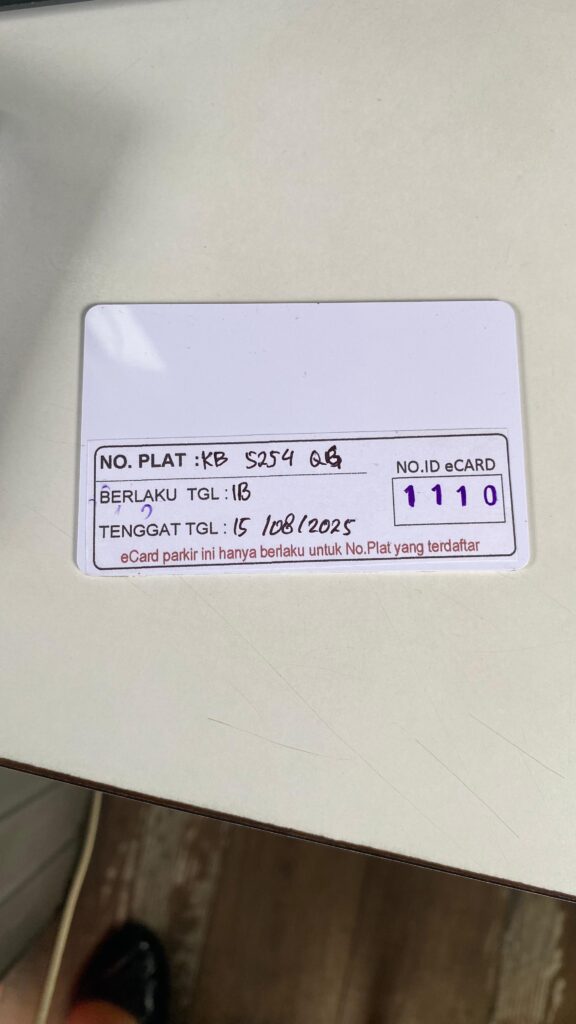 NO. PLAT : KB 5254 QG
NO.ID eCARD
BERLAKU TGL : 1B
1110
TENGGAT TGL : 15/08/2025
eCard parkir ini hanya berlaku untuk No.Plat yang terdaftar